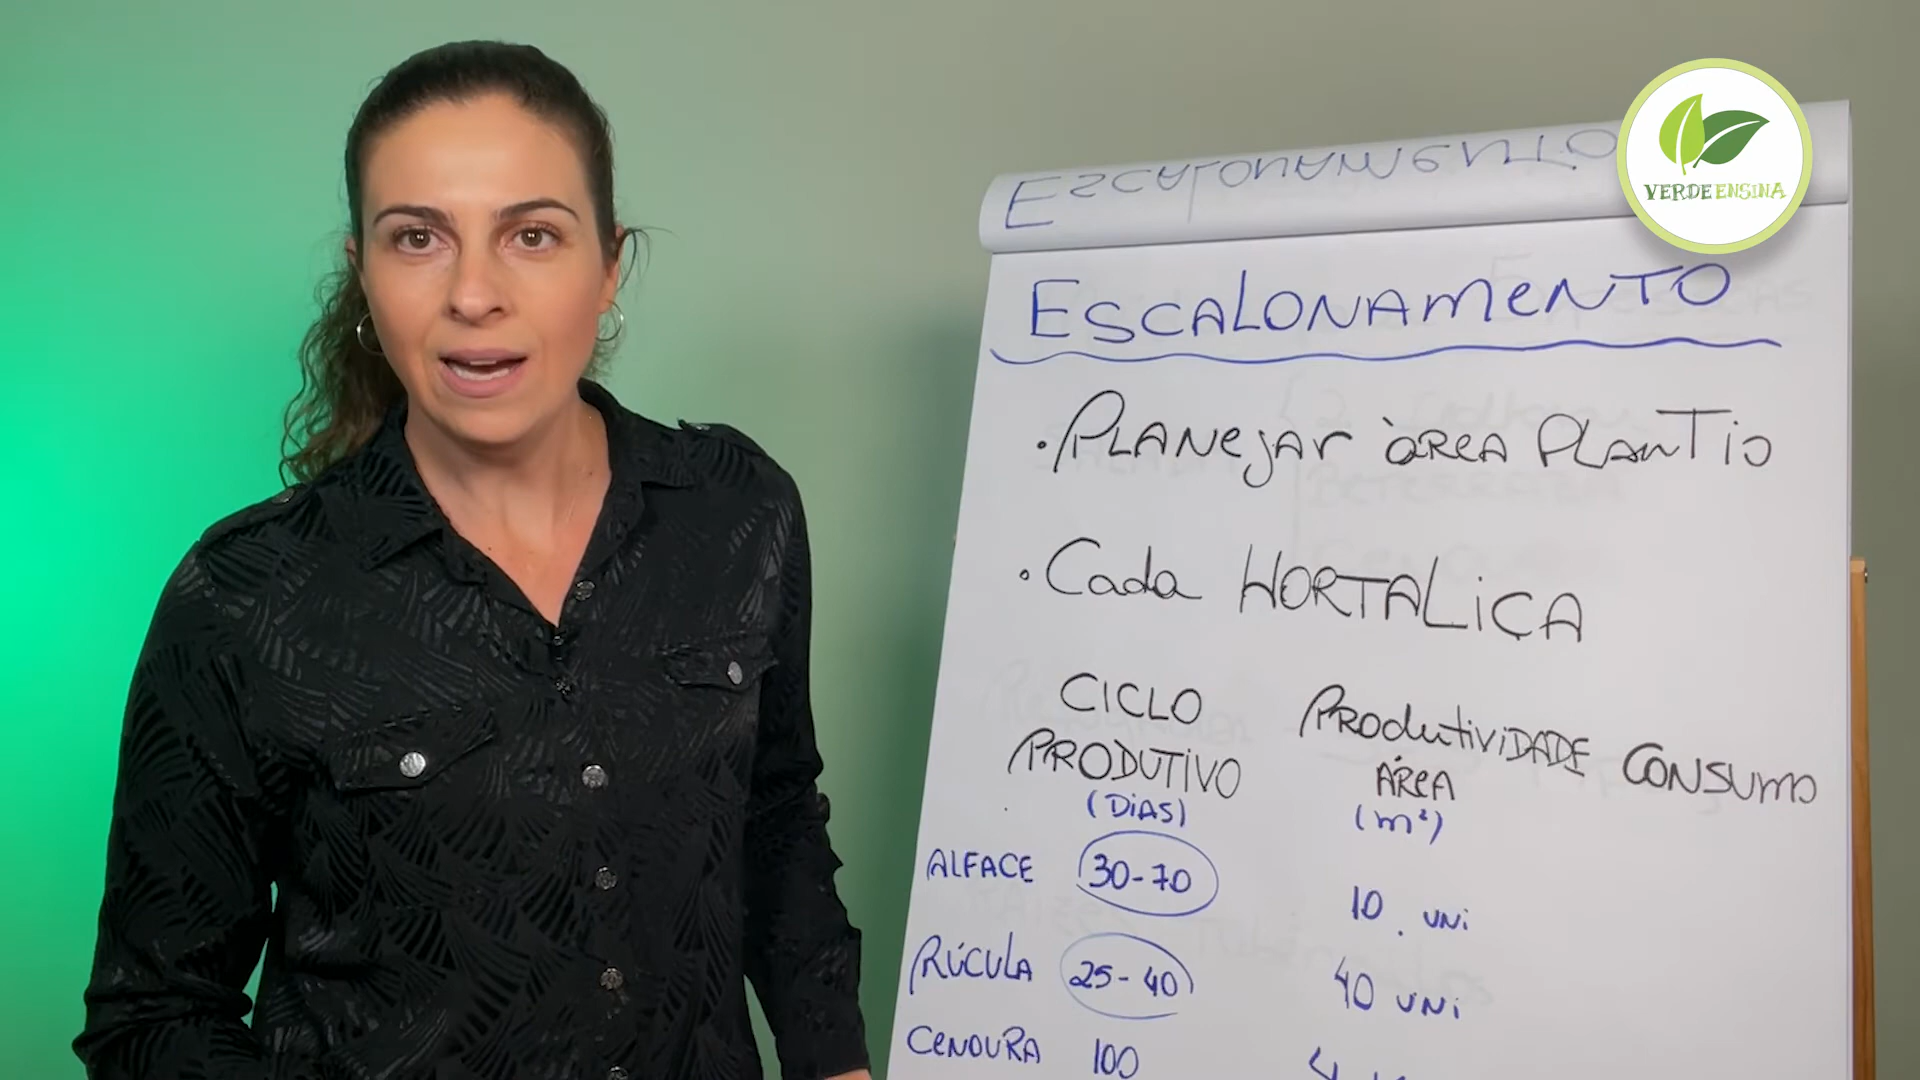 ESCALONAMENTO
VERDE ENSINA
ESCALONAMENTO
• PLANEJAR ÀREA PLANTIO
• Cada HORTALIÇA
CICLO PRODUTIVO (DIAS)
PRODUTIVIDADE ÁREA (m²)
CONSUMO
ALFACE 30-70 10 uni
RÚCULA 25-40 40 UNI
CENOURA 100